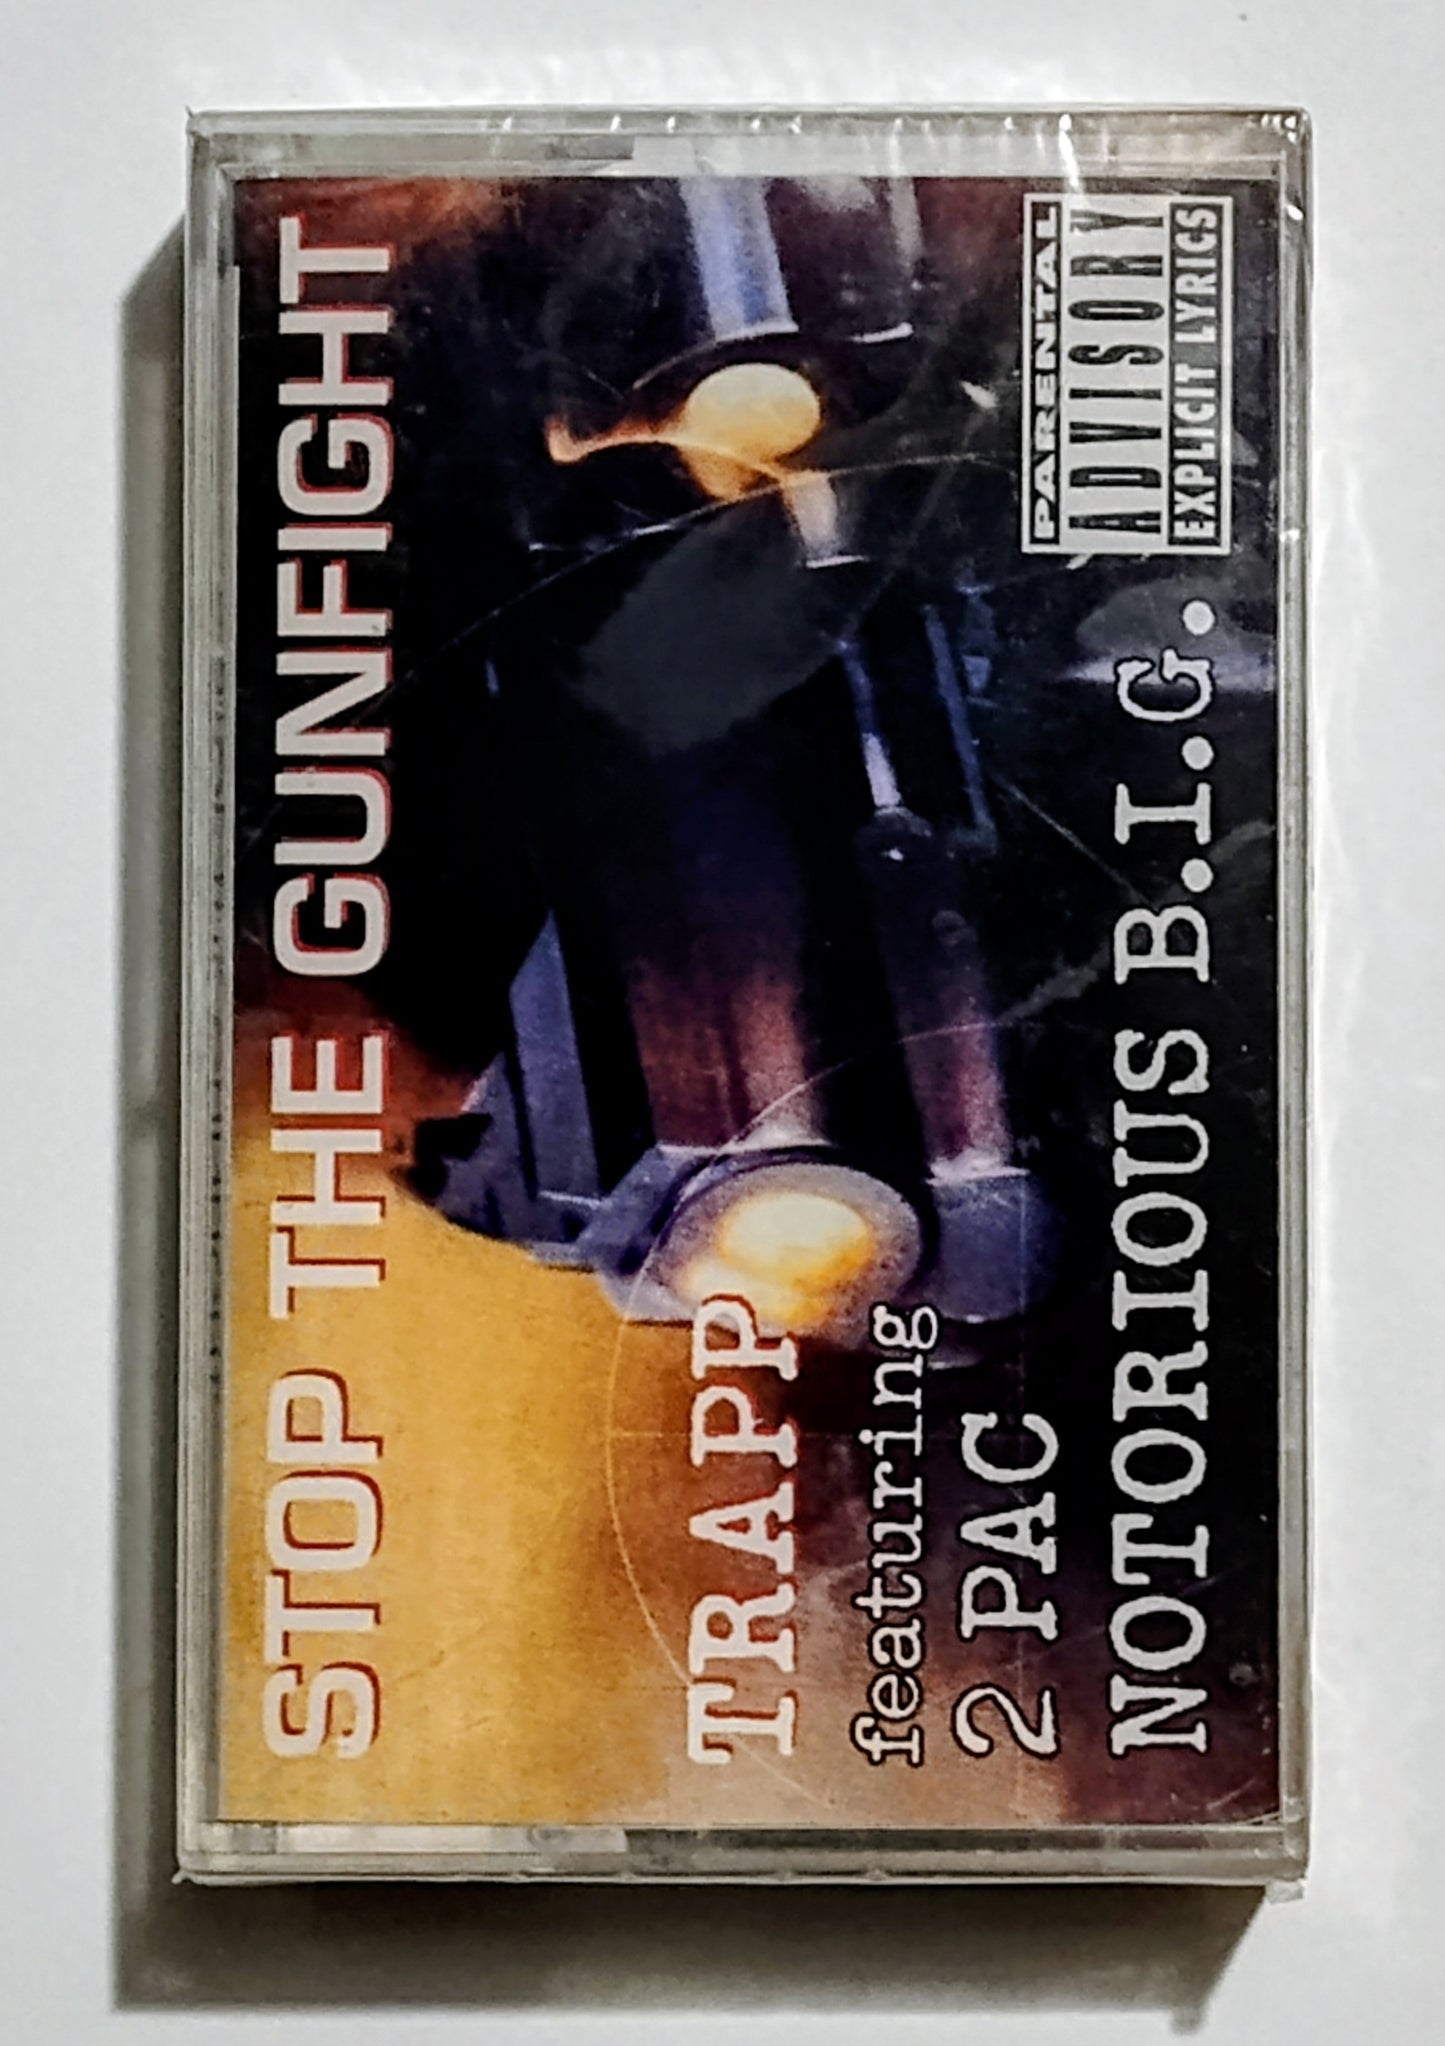 STOP THE GUNFIGHT
TRAPP
featuring
2 PAC
NOTORIOUS B.I.G.
PARENTAL
ADVISORY
EXPLICIT LYRICS